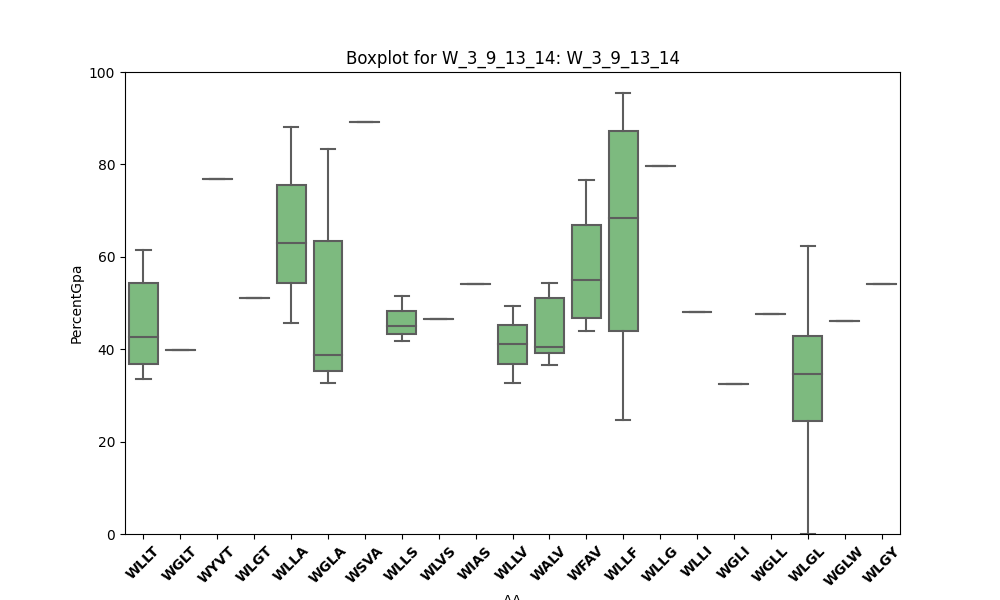 Boxplot for W_3_9_13_14: W_3_9_13_14
100
80
60
40
20
0
PercentGpa
WLLT
WGLT
WYVT
WLGT
WLLA
WGLA
WSVA
WLLS
WLVS
WIAS
WLLV
WALV
WFAV
WLLF
WLLG
WLLI
WGLI
WGLL
WLGL
WGLW
WLGY
AA